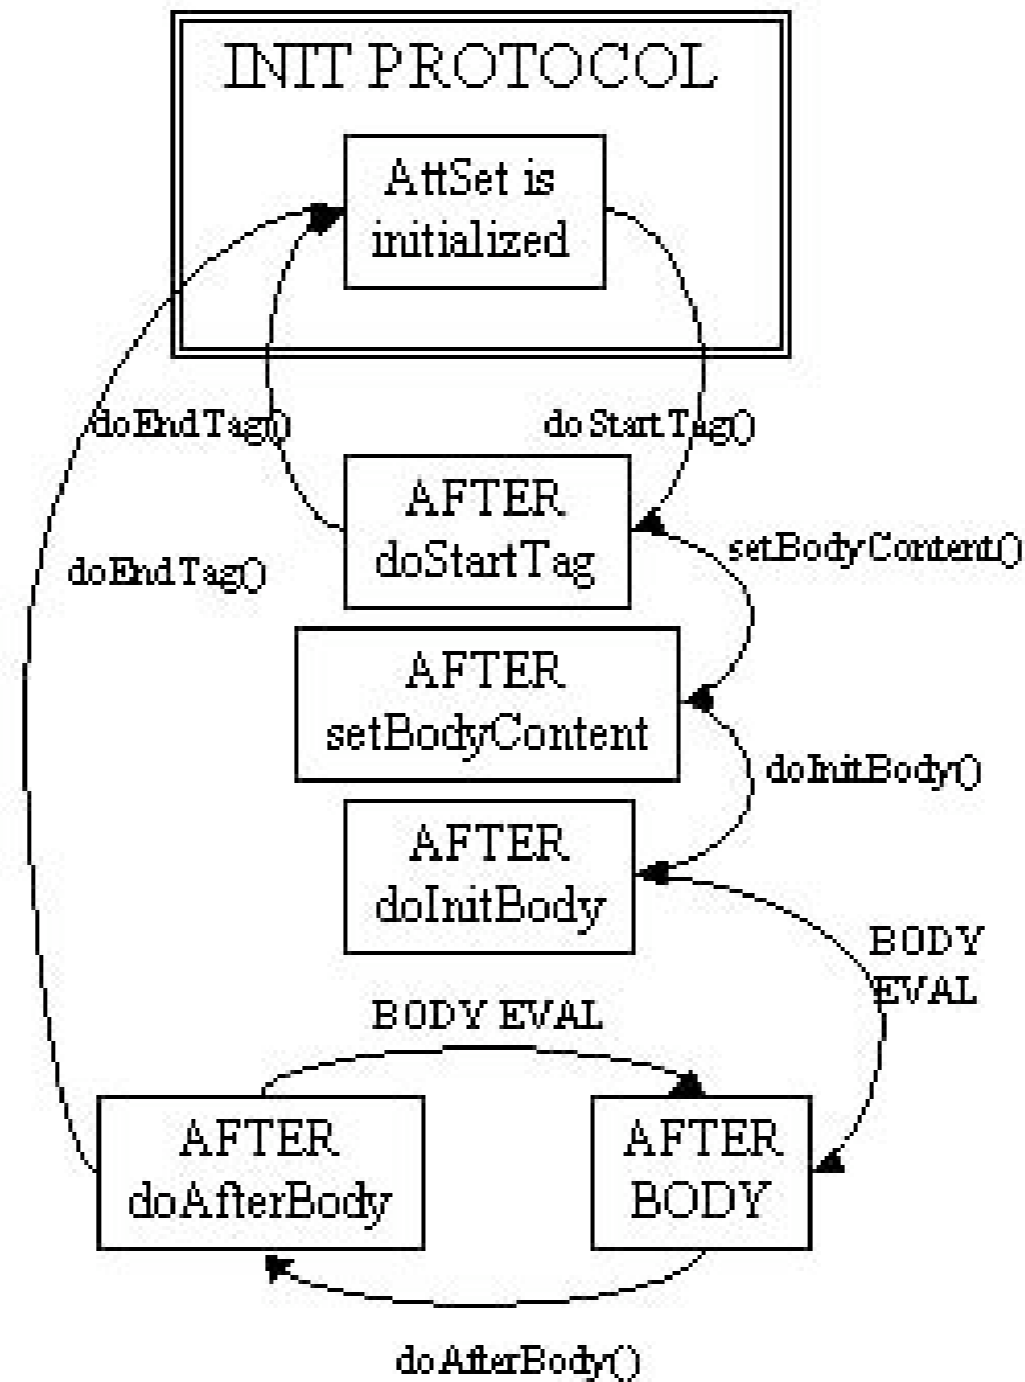 INIT PROTOCOL
AttSet is
initialized
doEndTag()
doStartTag()
AFTER
doStartTag
setBodyContent()
doEndTag()
AFTER
setBodyContent
doInitBody()
AFTER
doInitBody
BODY
EVAL
BODY EVAL
AFTER
doAfterBody
AFTER
BODY
doAfterBody()